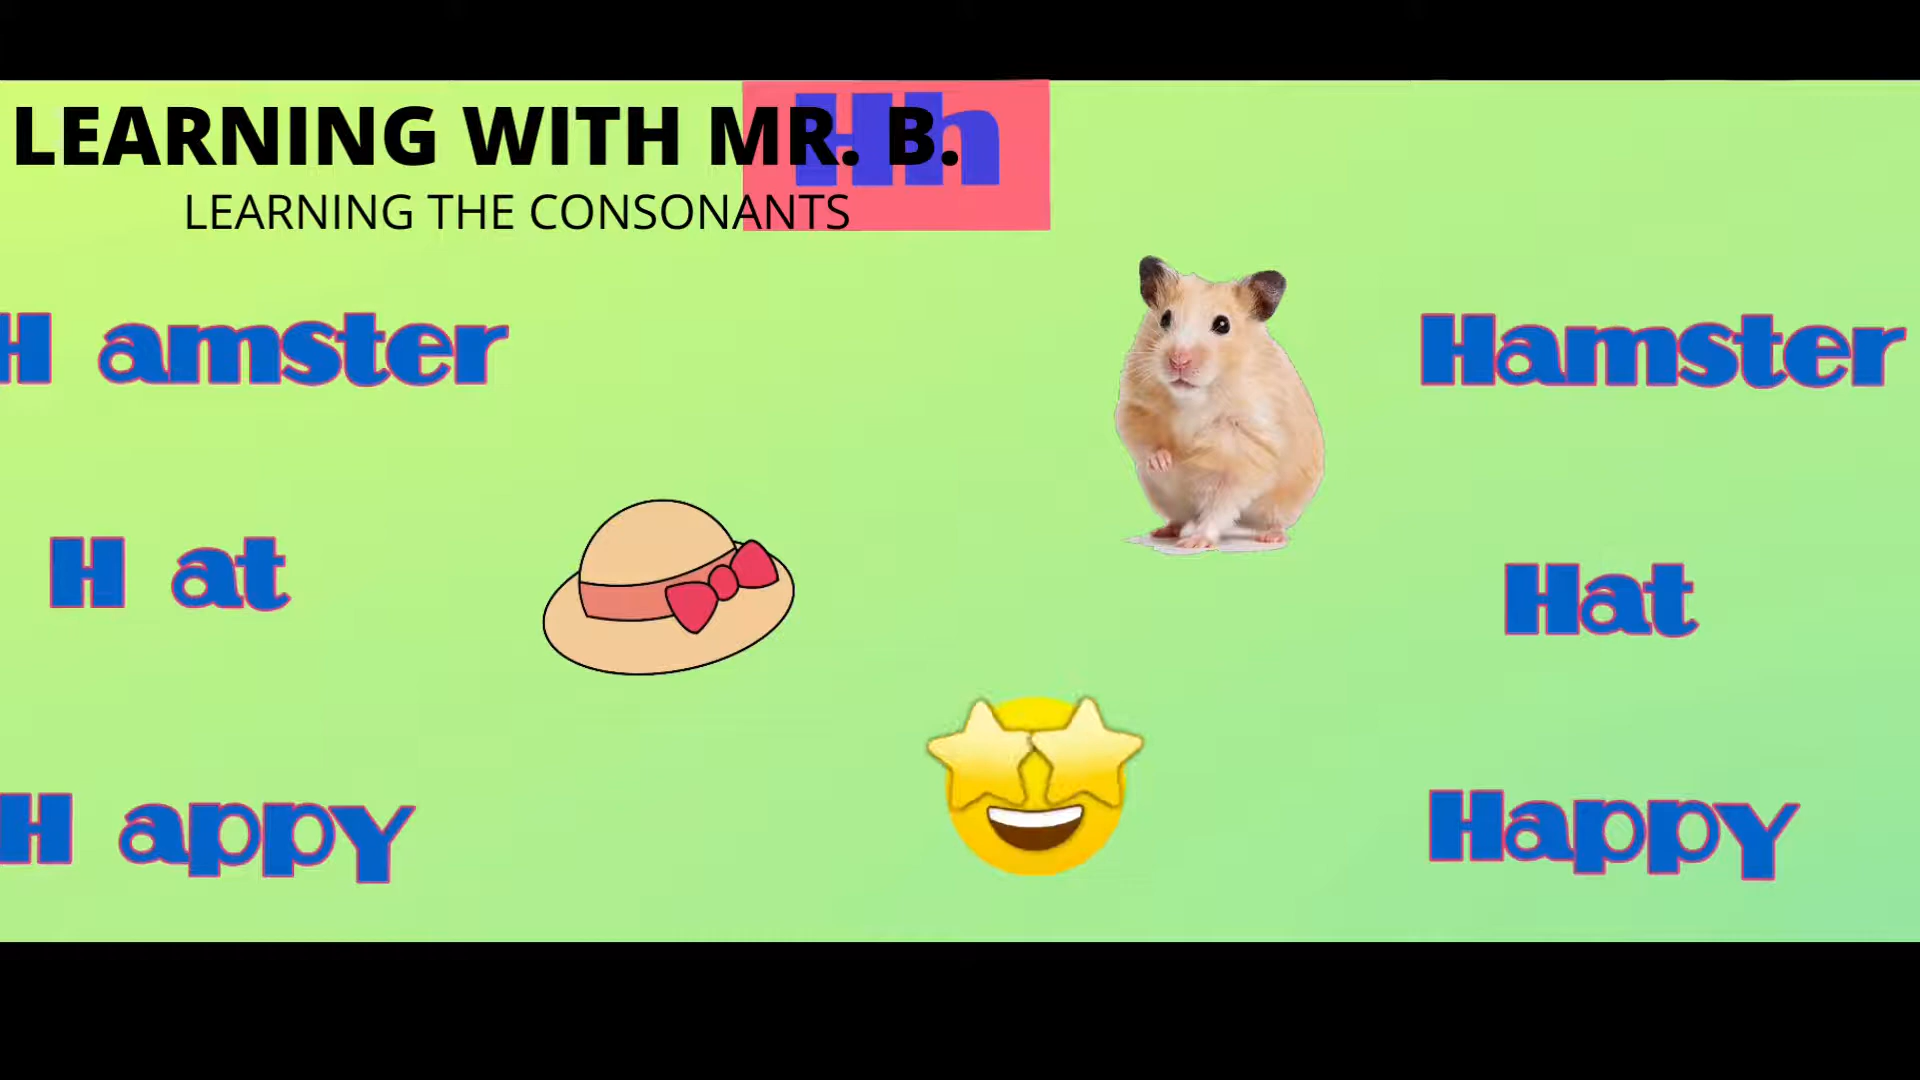 LEARNING WITH MR. B.
Hh
LEARNING THE CONSONANTS
H amster
Hamster
H at
Hat
H appy
Happy